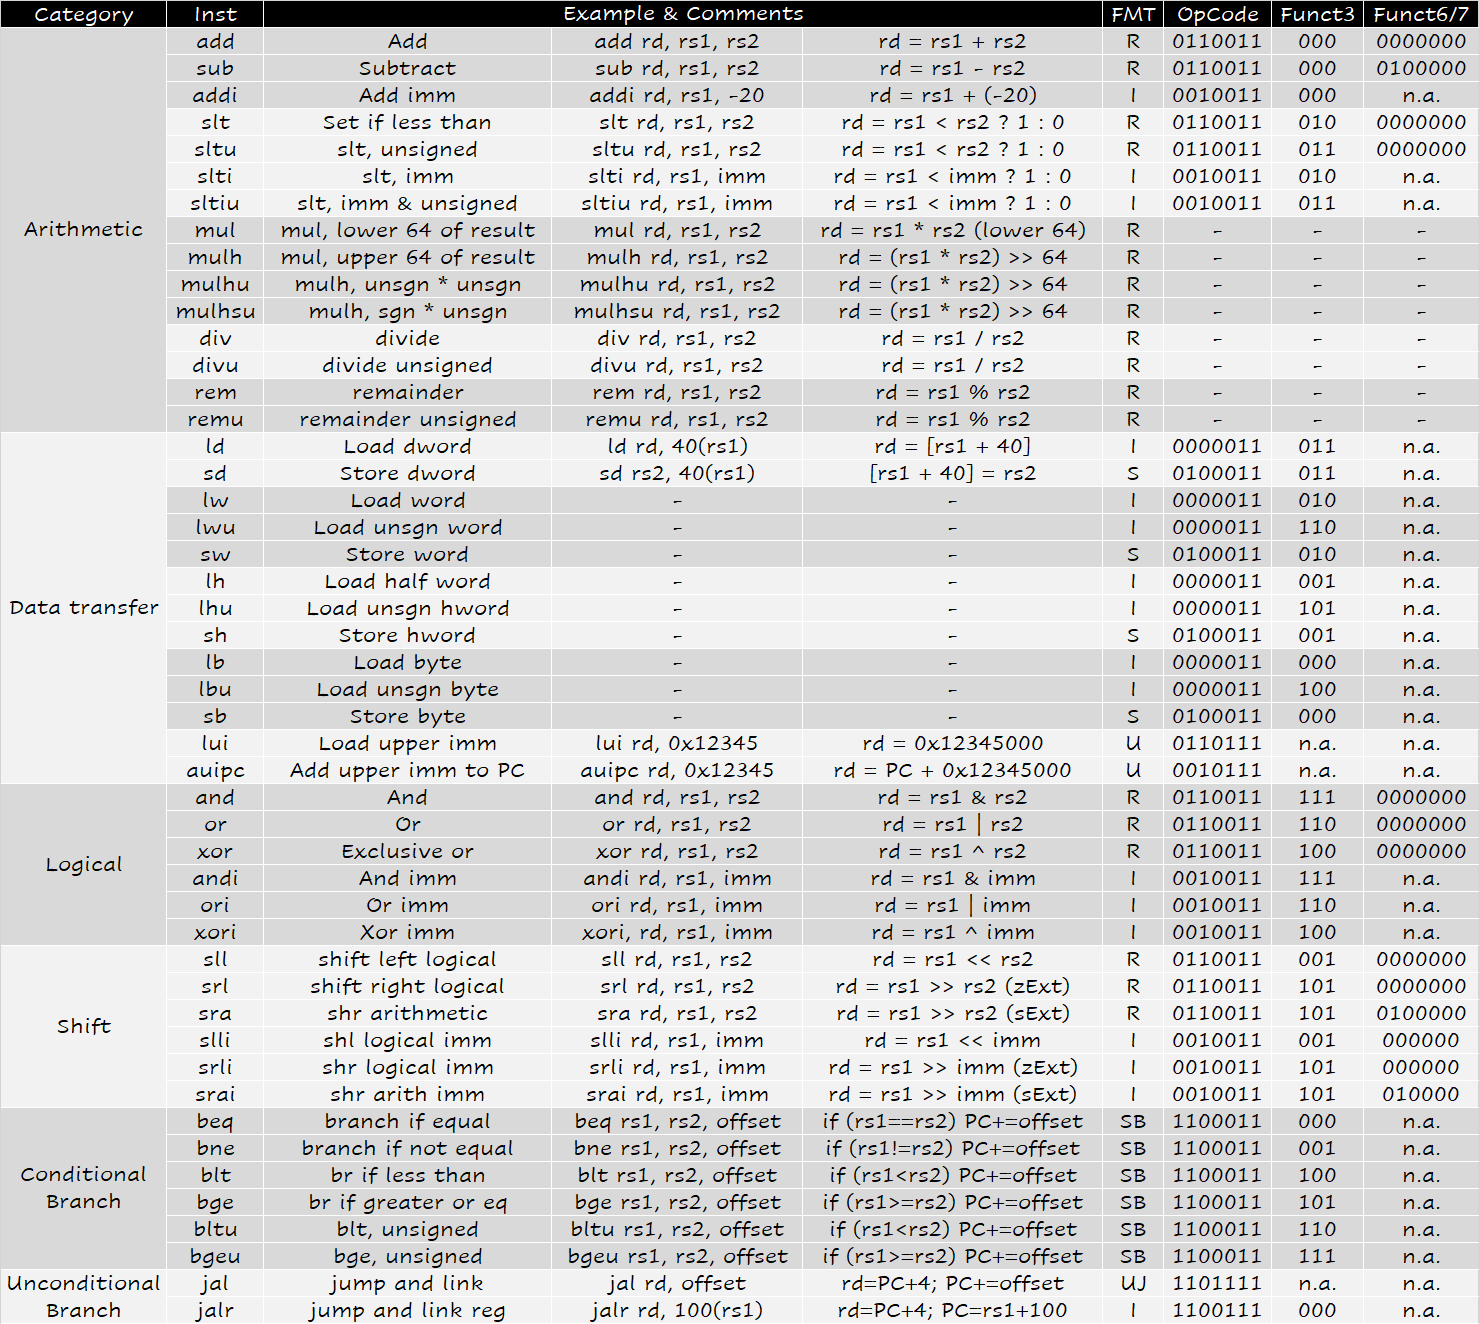 Category Inst Example & Comments FMT OpCode Funct3 Funct6/7
Arithmetic
add Add add rd, rs1, rs2 rd = rs1 + rs2 R 0110011 000 0000000
sub Subtract sub rd, rs1, rs2 rd = rs1 - rs2 R 0110011 000 0100000
addi Add imm addi rd, rs1, -20 rd = rs1 + (-20) I 0010011 000 n.a.
slt Set if less than slt rd, rs1, rs2 rd = rs1 < rs2 ? 1 : 0 R 0110011 010 0000000
sltu slt, unsigned sltu rd, rs1, rs2 rd = rs1 < rs2 ? 1 : 0 R 0110011 011 0000000
slti slt, imm slti rd, rs1, imm rd = rs1 < imm ? 1 : 0 I 0010011 010 n.a.
sltiu slt, imm & unsigned sltiu rd, rs1, imm rd = rs1 < imm ? 1 : 0 I 0010011 011 n.a.
mul mul, lower 64 of result mul rd, rs1, rs2 rd = rs1 * rs2 (lower 64) R - - -
mulh mul, upper 64 of result mulh rd, rs1, rs2 rd = (rs1 * rs2) >> 64 R - - -
mulhu mulh, unsgn * unsgn mulhu rd, rs1, rs2 rd = (rs1 * rs2) >> 64 R - - -
mulhsu mulh, sgn * unsgn mulhsu rd, rs1, rs2 rd = (rs1 * rs2) >> 64 R - - -
div divide div rd, rs1, rs2 rd = rs1 / rs2 R - - -
divu divide unsigned divu rd, rs1, rs2 rd = rs1 / rs2 R - - -
rem remainder rem rd, rs1, rs2 rd = rs1 % rs2 R - - -
remu remainder unsigned remu rd, rs1, rs2 rd = rs1 % rs2 R - - -
Data transfer
ld Load dword ld rd, 40(rs1) rd = [rs1 + 40] I 0000011 011 n.a.
sd Store dword sd rs2, 40(rs1) [rs1 + 40] = rs2 S 0100011 011 n.a.
lw Load word - - I 0000011 010 n.a.
lwu Load unsgn word - - I 0000011 110 n.a.
sw Store word - - S 0100011 010 n.a.
lh Load half word - - I 0000011 001 n.a.
lhu Load unsgn hword - - I 0000011 101 n.a.
sh Store hword - - S 0100011 001 n.a.
lb Load byte - - I 0000011 000 n.a.
lbu Load unsgn byte - - I 0000011 100 n.a.
sb Store byte - - S 0100011 000 n.a.
lui Load upper imm lui rd, 0x12345 rd = 0x12345000 U 0110111 n.a. n.a.
auipc Add upper imm to PC auipc rd, 0x12345 rd = PC + 0x12345000 U 0010111 n.a. n.a.
Logical
and And and rd, rs1, rs2 rd = rs1 & rs2 R 0110011 111 0000000
or Or or rd, rs1, rs2 rd = rs1 | rs2 R 0110011 110 0000000
xor Exclusive or xor rd, rs1, rs2 rd = rs1 ^ rs2 R 0110011 100 0000000
andi And imm andi rd, rs1, imm rd = rs1 & imm I 0010011 111 n.a.
ori Or imm ori rd, rs1, imm rd = rs1 | imm I 0010011 110 n.a.
xori Xor imm xori, rd, rs1, imm rd = rs1 ^ imm I 0010011 100 n.a.
Shift
sll shift left logical sll rd, rs1, rs2 rd = rs1 << rs2 R 0110011 001 0000000
srl shift right logical srl rd, rs1, rs2 rd = rs1 >> rs2 (zExt) R 0110011 101 0000000
sra shr arithmetic sra rd, rs1, rs2 rd = rs1 >> rs2 (sExt) R 0110011 101 0100000
slli shl logical imm slli rd, rs1, imm rd = rs1 << imm I 0010011 001 000000
srli shr logical imm srli rd, rs1, imm rd = rs1 >> imm (zExt) I 0010011 101 000000
srai shr arith imm srai rd, rs1, imm rd = rs1 >> imm (sExt) I 0010011 101 010000
Conditional
Branch
beq branch if equal beq rs1, rs2, offset if (rs1==rs2) PC+=offset SB 1100011 000 n.a.
bne branch if not equal bne rs1, rs2, offset if (rs1!=rs2) PC+=offset SB 1100011 001 n.a.
blt br if less than blt rs1, rs2, offset if (rs1<rs2) PC+=offset SB 1100011 100 n.a.
bge br if greater or eq bge rs1, rs2, offset if (rs1>=rs2) PC+=offset SB 1100011 101 n.a.
bltu blt, unsigned bltu rs1, rs2, offset if (rs1<rs2) PC+=offset SB 1100011 110 n.a.
bgeu bge, unsigned bgeu rs1, rs2, offset if (rs1>=rs2) PC+=offset SB 1100011 111 n.a.
Unconditional
Branch
jal jump and link jal rd, offset rd=PC+4; PC+=offset UJ 1101111 n.a. n.a.
jalr jump and link reg jalr rd, 100(rs1) rd=PC+4; PC=rs1+100 I 1100111 000 n.a.